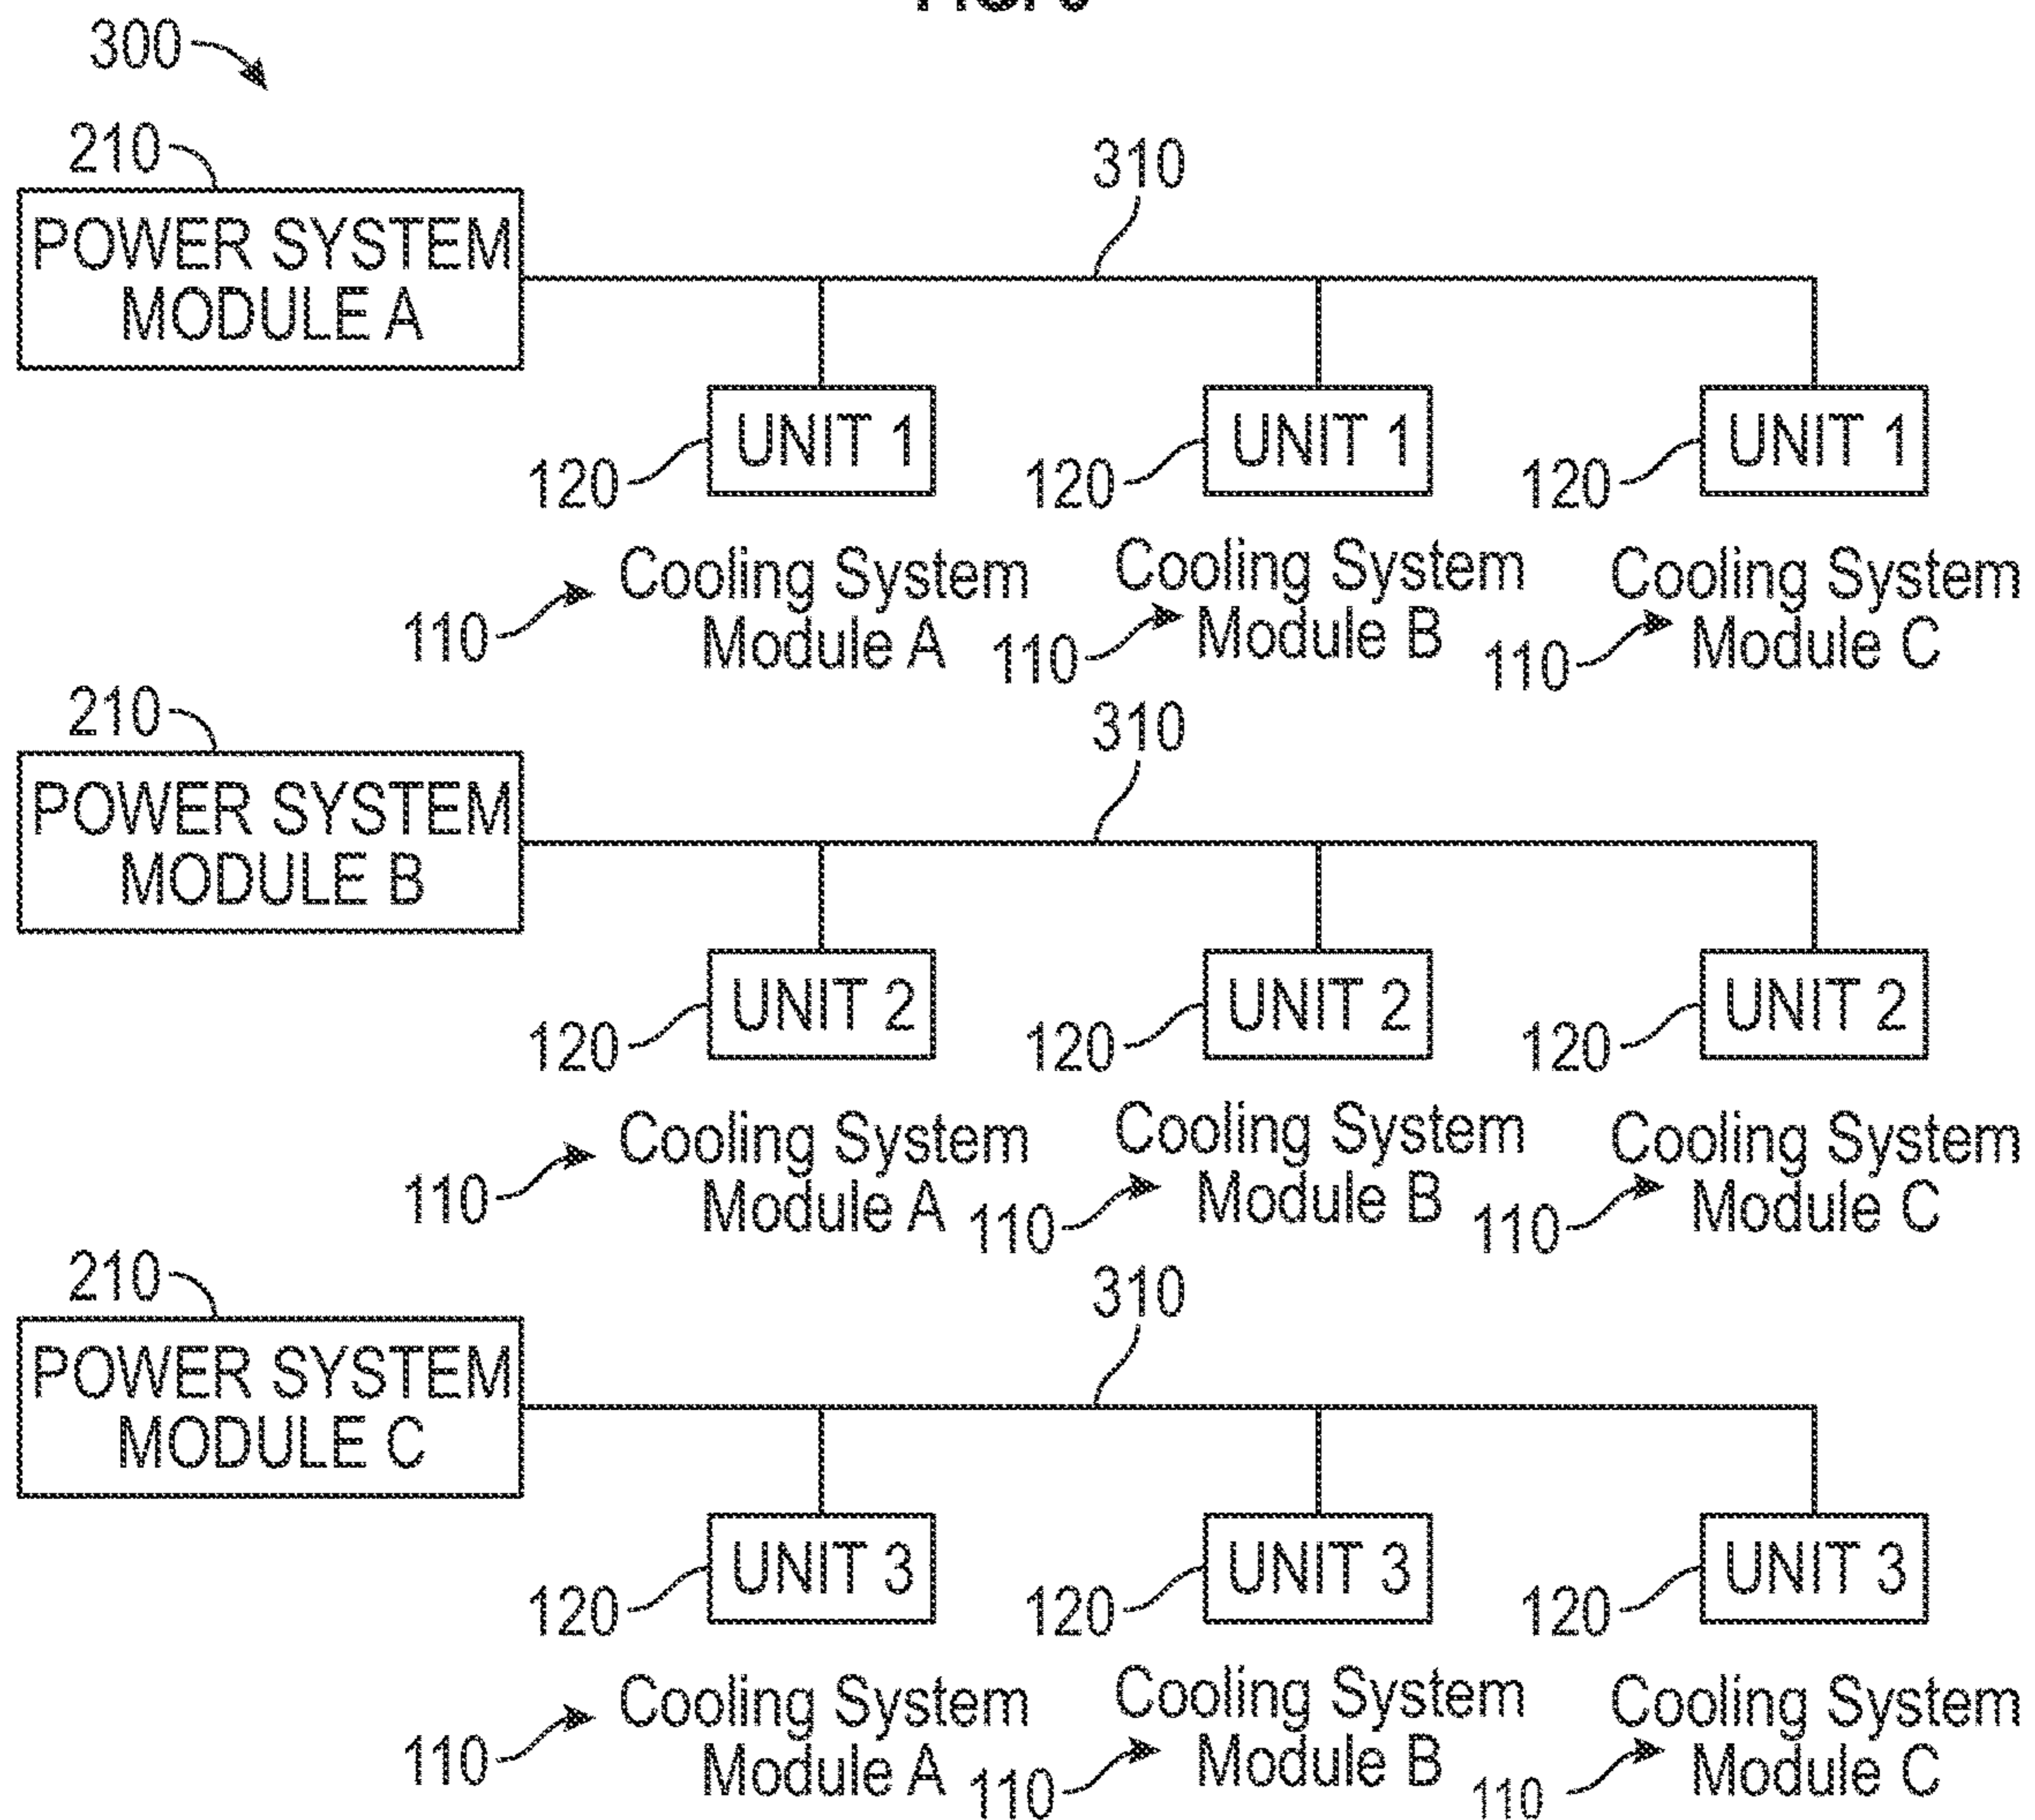 300
210
310
POWER SYSTEM
MODULE A
UNIT 1
UNIT 1
UNIT 1
120
120
120
Cooling System
Module A
Cooling System
Module B
Cooling System
Module C
110
110
110
210
310
POWER SYSTEM
MODULE B
UNIT 2
UNIT 2
UNIT 2
120
120
120
Cooling System
Module A
Cooling System
Module B
Cooling System
Module C
110
110
110
210
310
POWER SYSTEM
MODULE C
UNIT 3
UNIT 3
UNIT 3
120
120
120
Cooling System
Module A
Cooling System
Module B
Cooling System
Module C
110
110
110